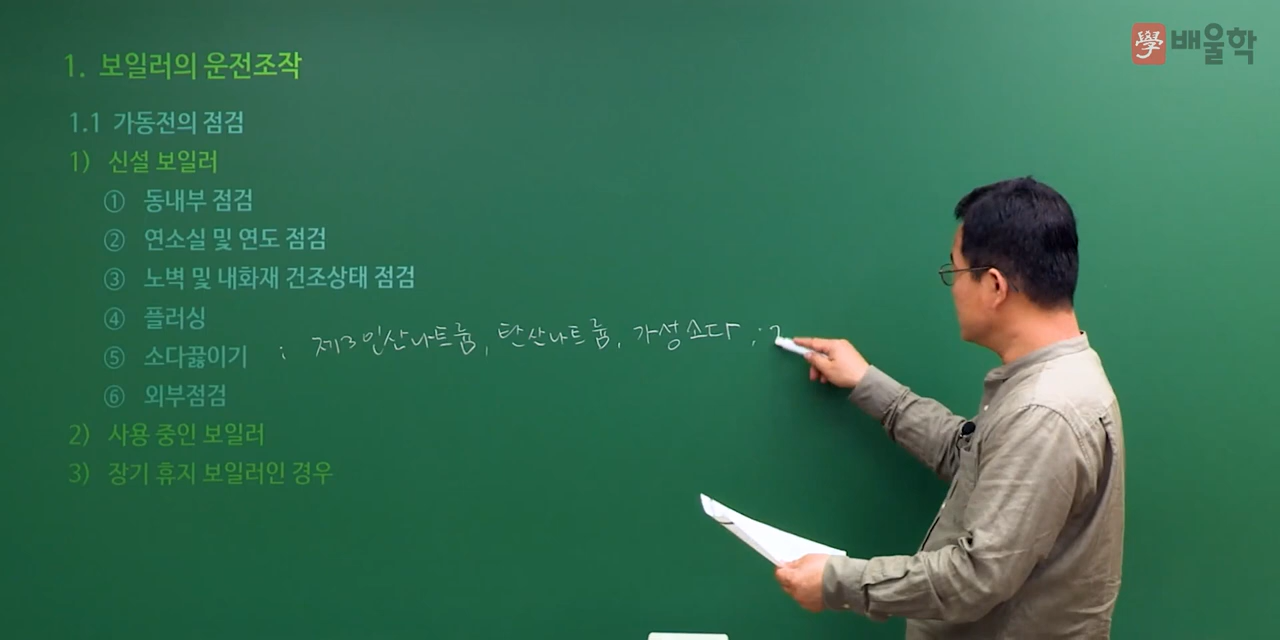 學 배울학
1. 보일러의 운전조작
1.1 가동전의 점검
1) 신설 보일러
① 동내부 점검
② 연소실 및 연도 점검
③ 노벽 및 내화재 건조상태 점검
④ 플러싱
⑤ 소다끓이기 : 제3인산나트륨, 탄산나트륨, 가성소다 ;
⑥ 외부점검
2) 사용 중인 보일러
3) 장기 휴지 보일러인 경우